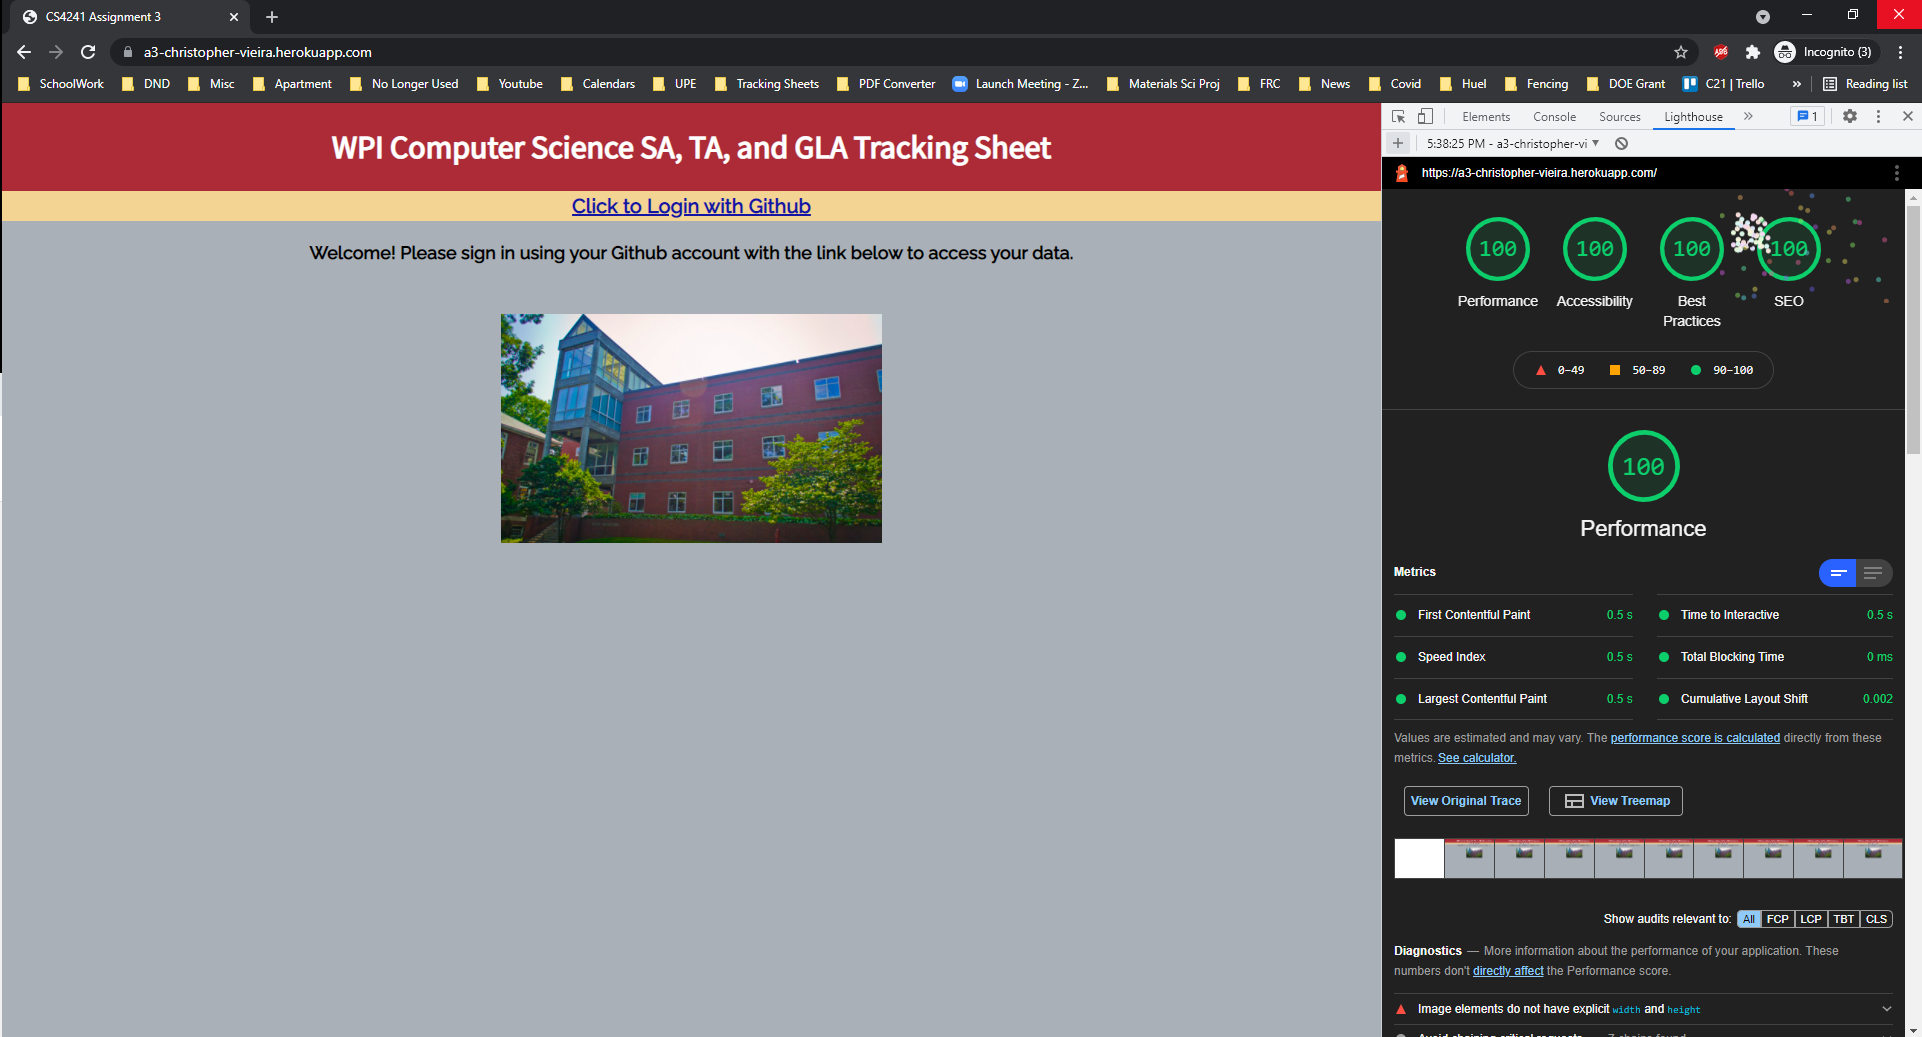 CS4241 Assignment 3
a3-christopher-vieira.herokuapp.com
ABP
Incognito (3)
SchoolWork DND Misc Apartment No Longer Used Youtube Calendars UPE Tracking Sheets PDF Converter Launch Meeting - Z... Materials Sci Proj FRC News Covid Huel Fencing DOE Grant C21 | Trello » Reading list
WPI Computer Science SA, TA, and GLA Tracking Sheet
Click to Login with Github
Welcome! Please sign in using your Github account with the link below to access your data.
Elements Console Sources Lighthouse » 1
5:38:25 PM - a3-christopher-vi
https://a3-christopher-vieira.herokuapp.com/
100 100 100 100
Performance Accessibility Best Practices SEO
0–49 50–89 90–100
100
Performance
Metrics
First Contentful Paint 0.5 s
Time to Interactive 0.5 s
Speed Index 0.5 s
Total Blocking Time 0 ms
Largest Contentful Paint 0.5 s
Cumulative Layout Shift 0.002
Values are estimated and may vary. The performance score is calculated directly from these
metrics. See calculator.
View Original Trace View Treemap
Show audits relevant to: All FCP LCP TBT CLS
Diagnostics — More information about the performance of your application. These
numbers don't directly affect the Performance score.
Image elements do not have explicit width and height
Avoid chaining critical requests — 7 chains found